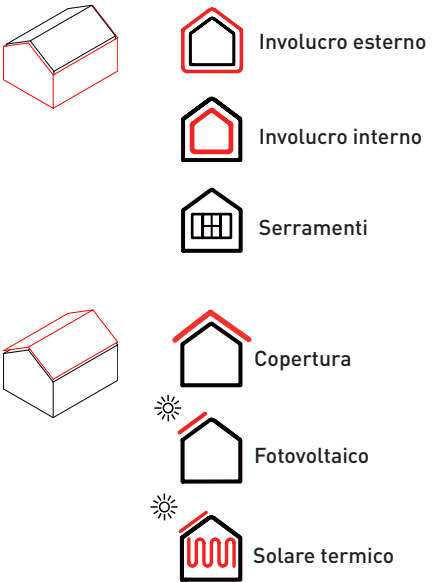 Involucro esterno
Involucro interno
Serramenti
Copertura
Fotovoltaico
Solare termico